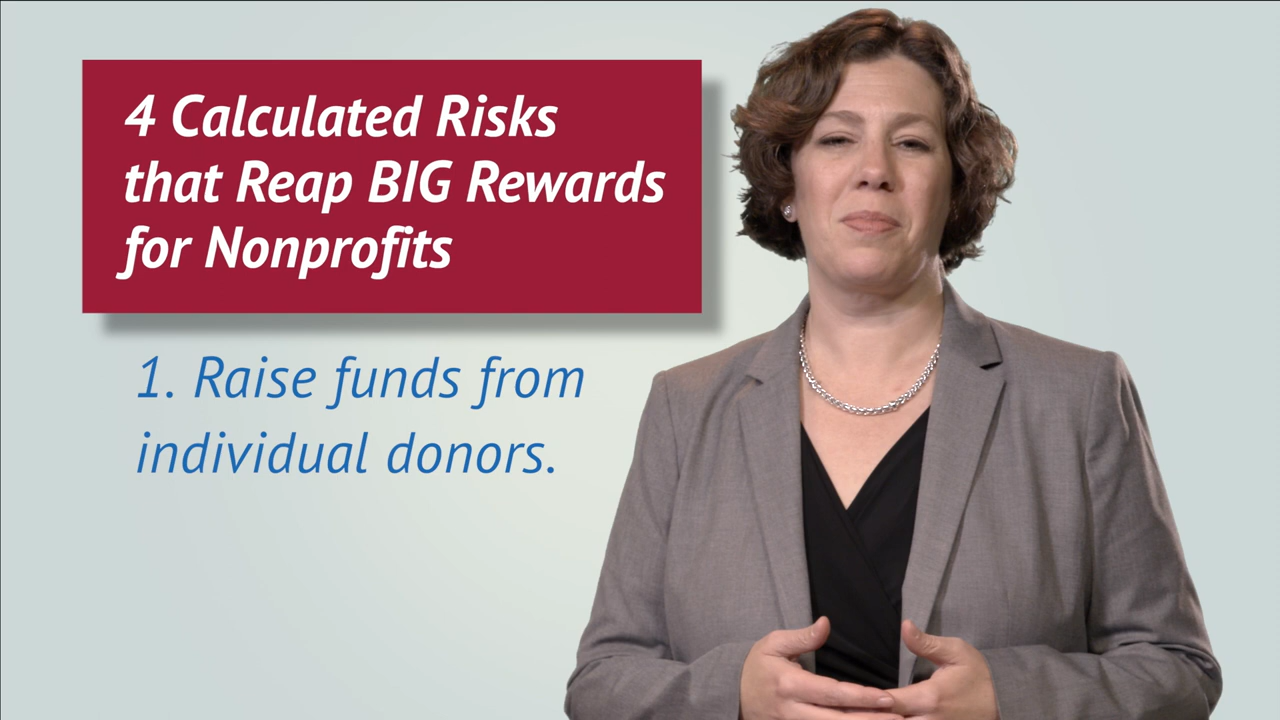 4 Calculated Risks
that Reap BIG Rewards
for Nonprofits
1. Raise funds from
individual donors.